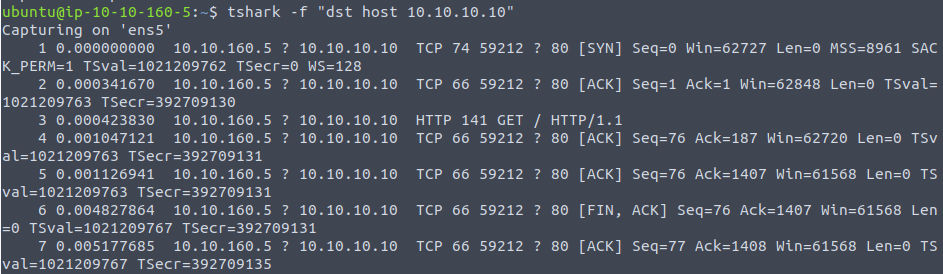 ubuntu@ip-10-10-160-5:~$ tshark -f "dst host 10.10.10.10"
Capturing on 'ens5'
    1 0.000000000  10.10.160.5 ? 10.10.10.10  TCP 74 59212 ? 80 [SYN] Seq=0 Win=62727 Len=0 MSS=8961 SAC
K_PERM=1 TSval=1021209762 TSecr=0 WS=128
    2 0.000341670  10.10.160.5 ? 10.10.10.10  TCP 66 59212 ? 80 [ACK] Seq=1 Ack=1 Win=62848 Len=0 TSval=
1021209763 TSecr=392709130
    3 0.000423830  10.10.160.5 ? 10.10.10.10  HTTP 141 GET / HTTP/1.1
    4 0.001047121  10.10.160.5 ? 10.10.10.10  TCP 66 59212 ? 80 [ACK] Seq=76 Ack=187 Win=62720 Len=0 TSv
al=1021209763 TSecr=392709131
    5 0.001126941  10.10.160.5 ? 10.10.10.10  TCP 66 59212 ? 80 [ACK] Seq=76 Ack=1407 Win=61568 Len=0 TS
val=1021209763 TSecr=392709131
    6 0.004827864  10.10.160.5 ? 10.10.10.10  TCP 66 59212 ? 80 [FIN, ACK] Seq=76 Ack=1407 Win=61568 Len
=0 TSval=1021209767 TSecr=392709131
    7 0.005177685  10.10.160.5 ? 10.10.10.10  TCP 66 59212 ? 80 [ACK] Seq=77 Ack=1408 Win=61568 Len=0 TS
val=1021209767 TSecr=392709135